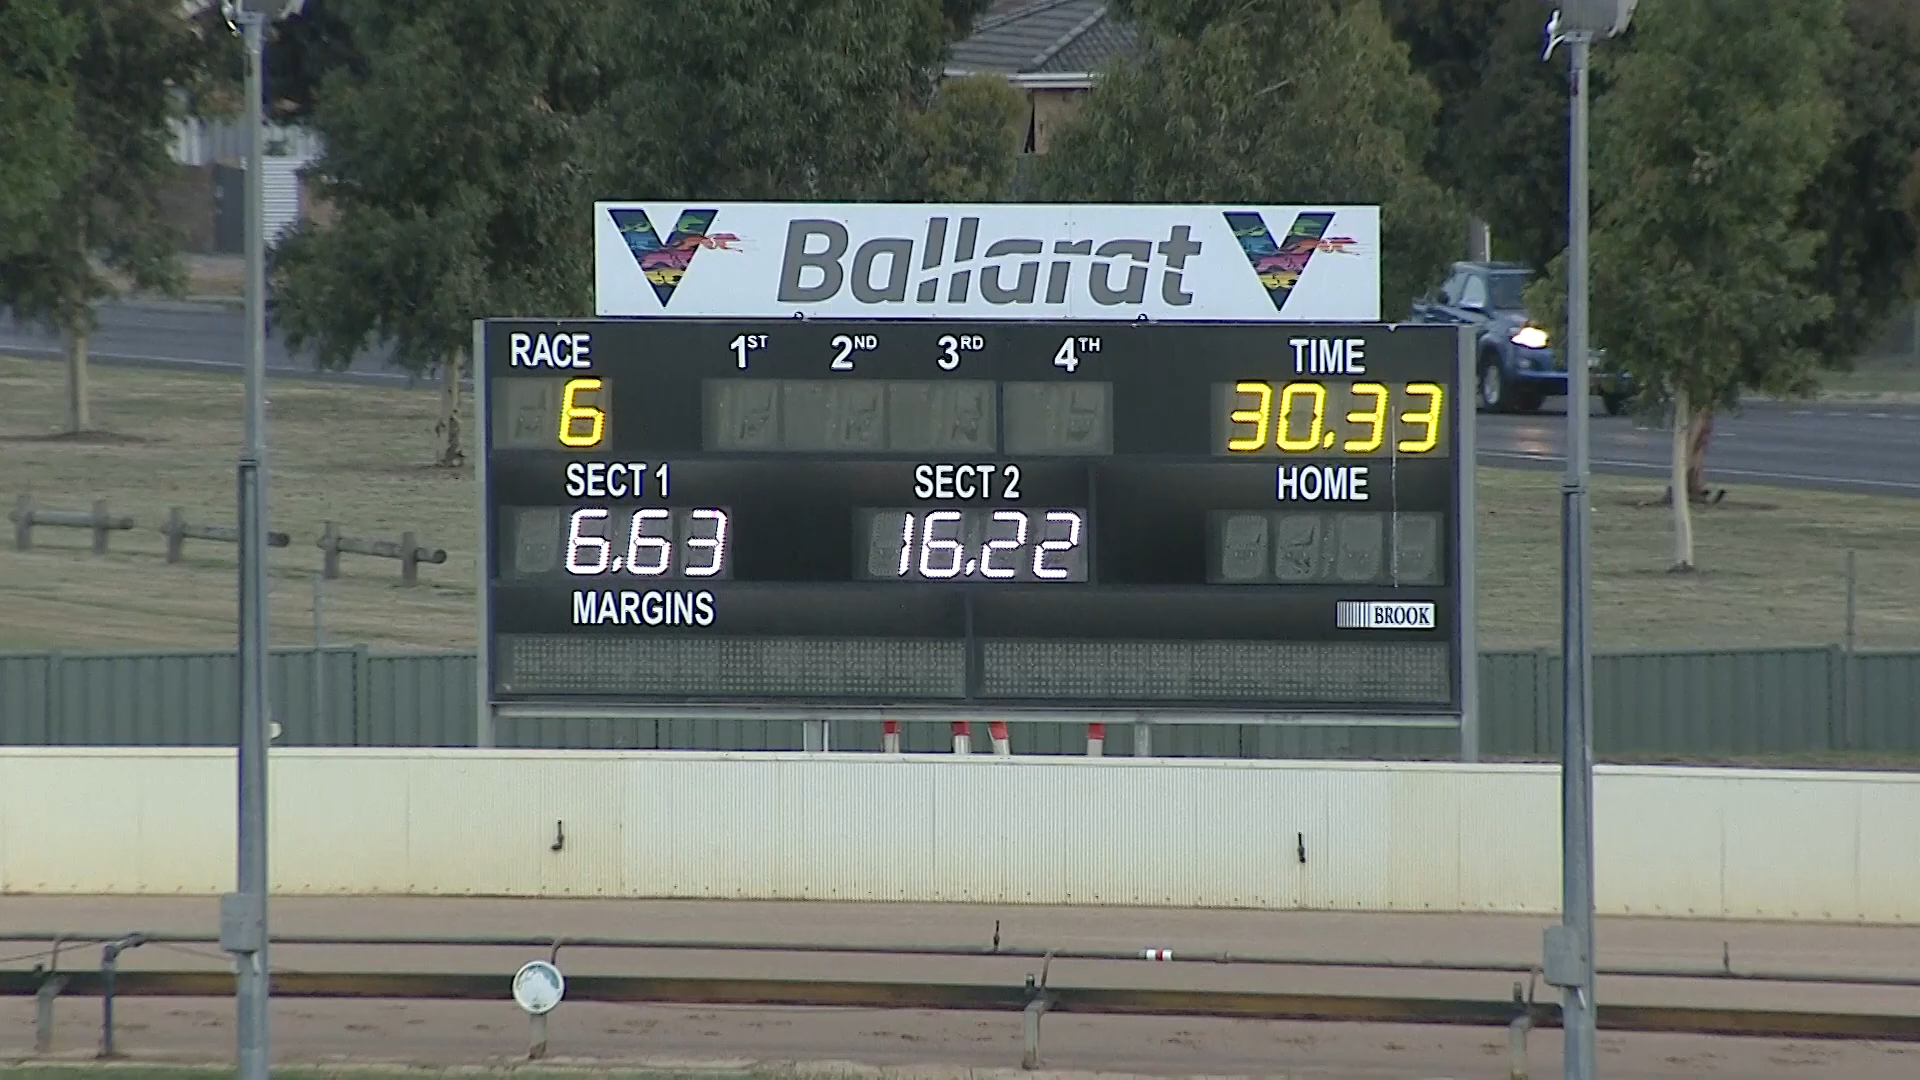 Ballarat
RACE 1ST 2ND 3RD 4TH TIME
6 30.33
SECT 1 SECT 2 HOME
6.63 16.22
MARGINS BROOK